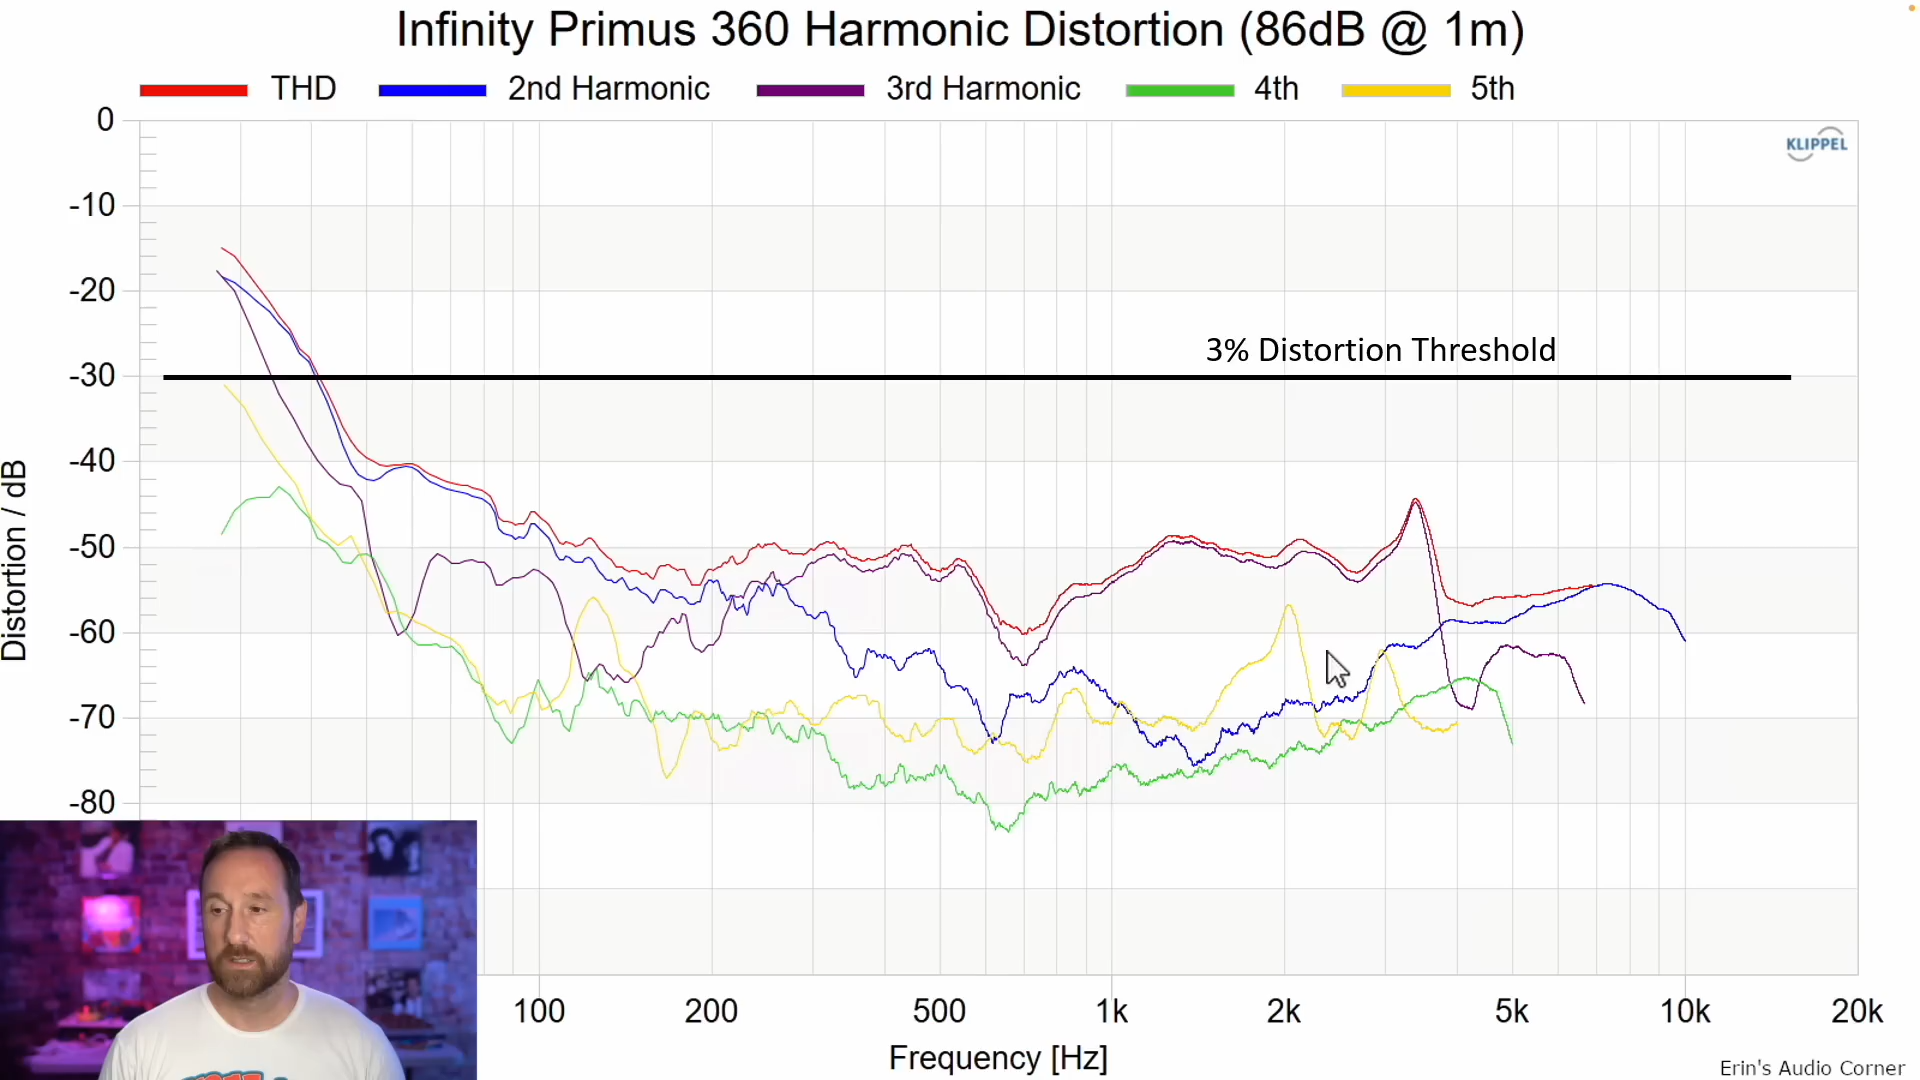 Infinity Primus 360 Harmonic Distortion (86dB @ 1m)
THD 2nd Harmonic 3rd Harmonic 4th 5th
KLIPPEL
0
-10
-20
-30
-40
-50
-60
-70
-80
Distortion / dB
3% Distortion Threshold
100 200 500 1k 2k 5k 10k 20k
Frequency [Hz]
Erin's Audio Corner